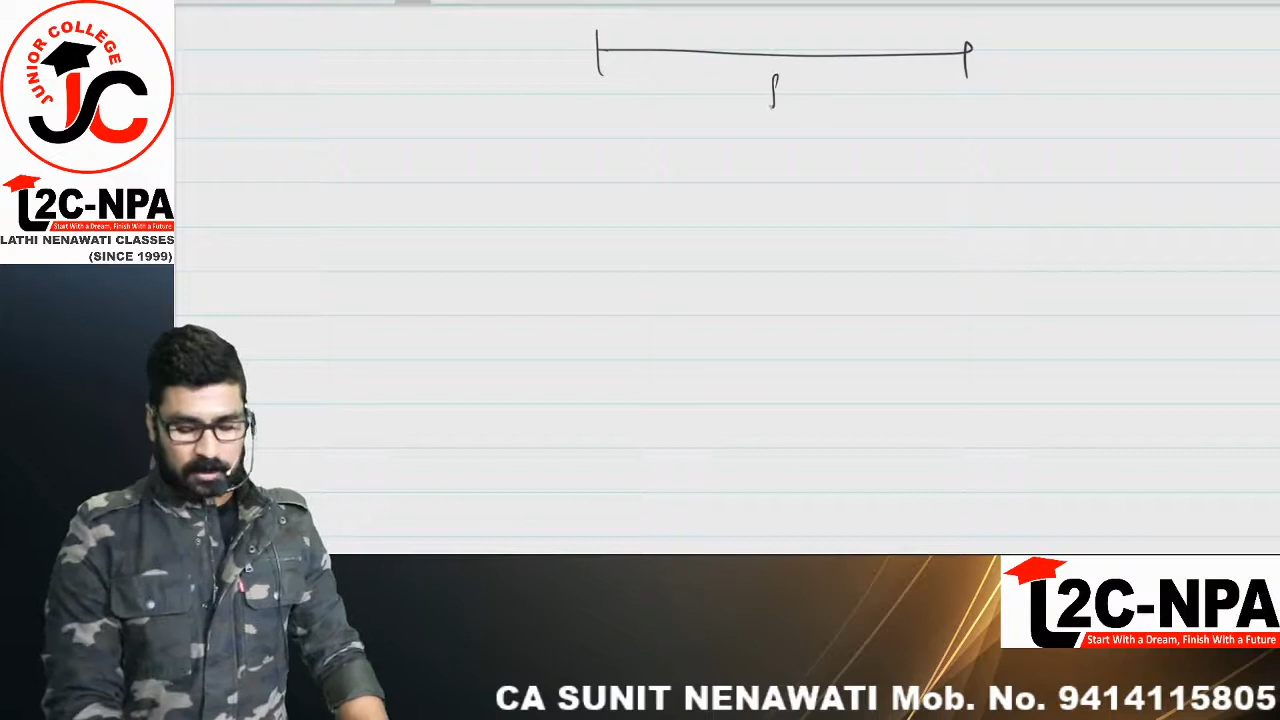 JUNIOR COLLEGE
JC
L2C-NPA
Start With a Dream, Finish With a Future
LATHI NENAWATI CLASSES
(SINCE 1999)
L2C-NPA
Start With a Dream, Finish With a Future
CA SUNIT NENAWATI Mob. No. 9414115805